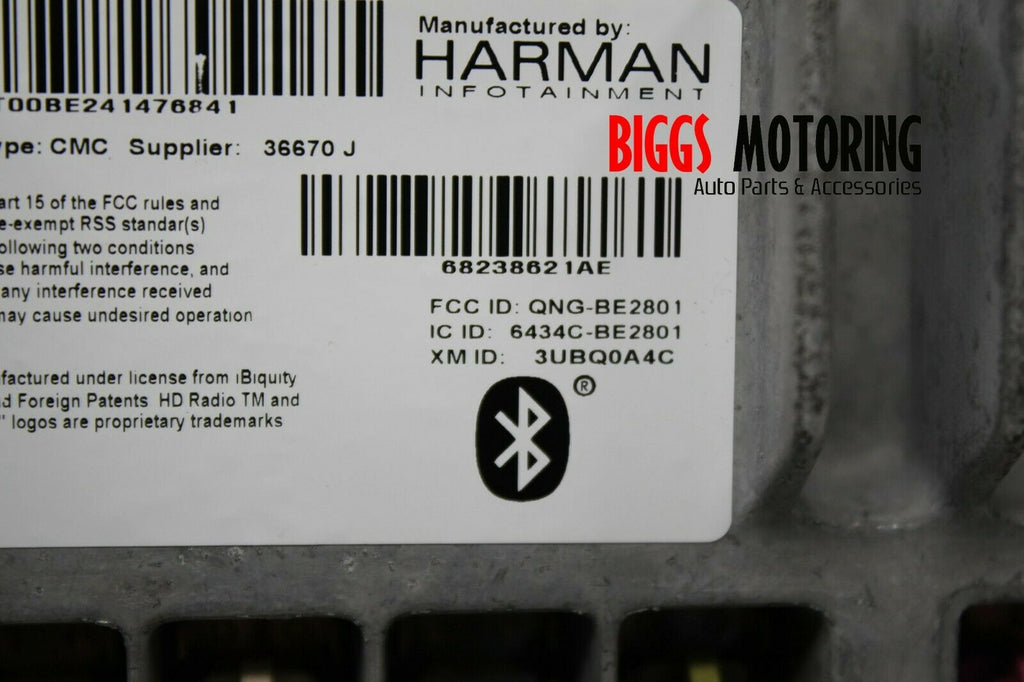 Manufactured by:
HARMAN
INFOTAINMENT
T00BE241476841
ype: CMC Supplier: 36670 J
BIGGS MOTORING
Auto Parts & Accessories
art 15 of the FCC rules and
e-exempt RSS standar(s)
ollowing two conditions
se harmful interference, and
any interference received
may cause undesired operation
68238621AE
FCC ID: QNG-BE2801
IC ID: 6434C-BE2801
XM ID: 3UBQ0A4C
factured under license from iBiquity
d Foreign Patents HD Radio TM and
" logos are proprietary trademarks
®